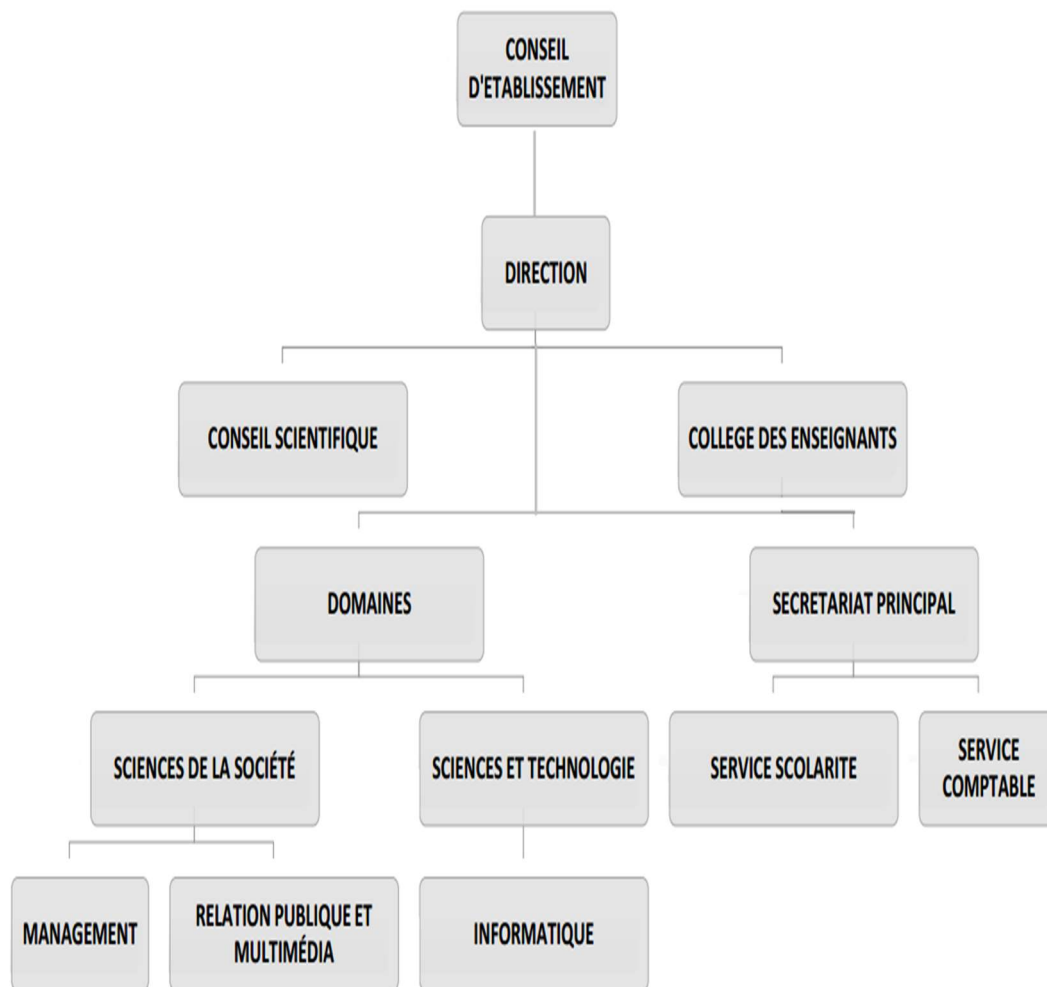 CONSEIL
D'ETABLISSEMENT
DIRECTION
CONSEIL SCIENTIFIQUE
COLLEGE DES ENSEIGNANTS
DOMAINES
SECRETARIAT PRINCIPAL
SCIENCES DE LA SOCIÉTÉ
SCIENCES ET TECHNOLOGIE
SERVICE SCOLARITE
SERVICE
COMPTABLE
MANAGEMENT
RELATION PUBLIQUE ET
MULTIMÉDIA
INFORMATIQUE